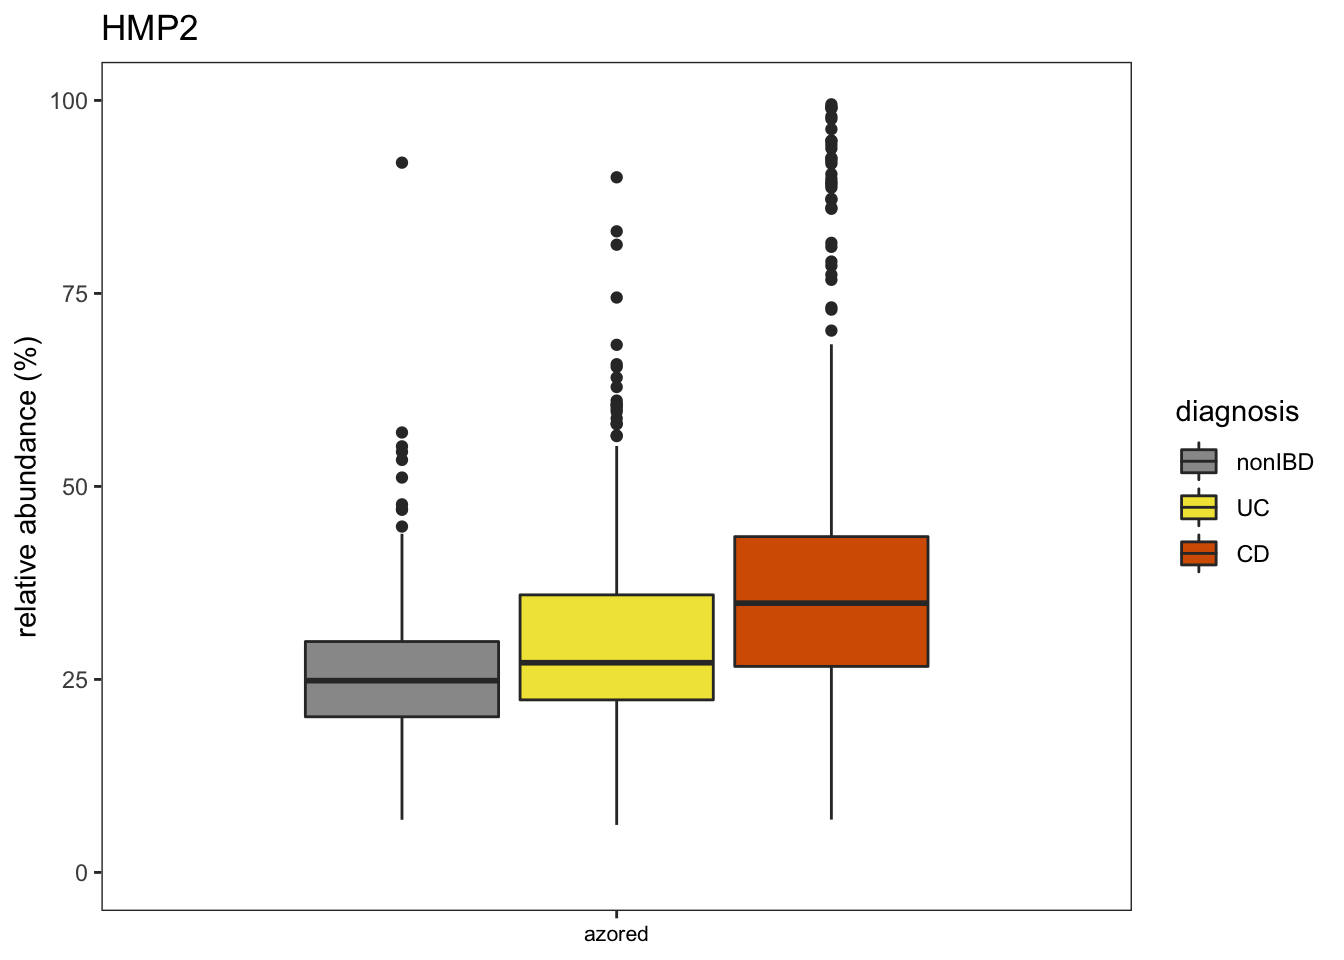 HMP2
relative abundance (%)
100
75
50
25
0
azored
diagnosis
nonIBD
UC
CD